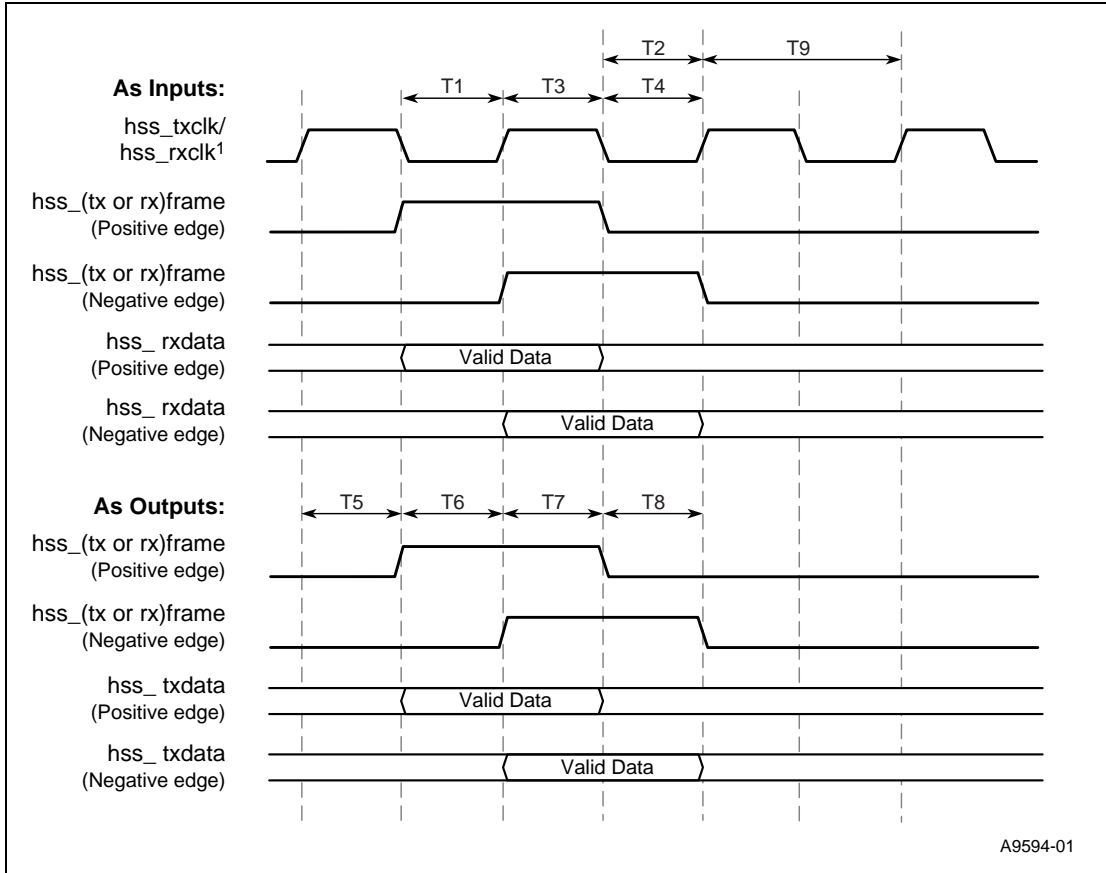 T2 T9
As Inputs: T1 T3 T4
hss_txclk/
hss_rxclk1
hss_(tx or rx)frame
(Positive edge)
hss_(tx or rx)frame
(Negative edge)
hss_ rxdata
(Positive edge)
Valid Data
hss_ rxdata
(Negative edge)
Valid Data
As Outputs: T5 T6 T7 T8
hss_(tx or rx)frame
(Positive edge)
hss_(tx or rx)frame
(Negative edge)
hss_ txdata
(Positive edge)
Valid Data
hss_ txdata
(Negative edge)
Valid Data
A9594-01